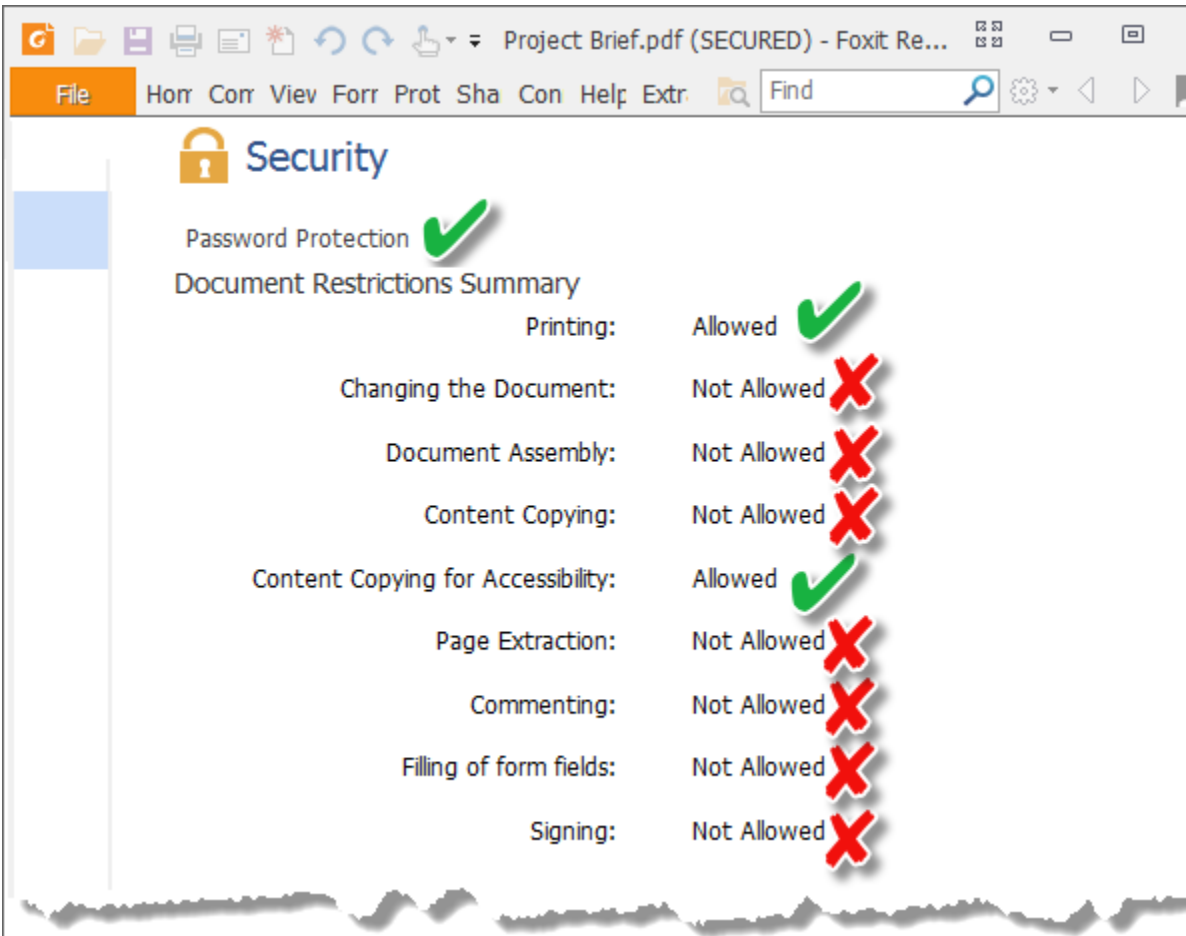 Project Brief.pdf (SECURED) - Foxit Re...
File Hom Com View Forr Prot Sha Con Help Extr Find
Security
Password Protection
Document Restrictions Summary
Printing: Allowed
Changing the Document: Not Allowed
Document Assembly: Not Allowed
Content Copying: Not Allowed
Content Copying for Accessibility: Allowed
Page Extraction: Not Allowed
Commenting: Not Allowed
Filling of form fields: Not Allowed
Signing: Not Allowed